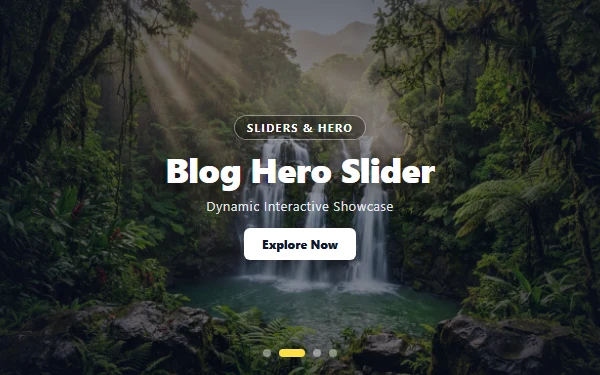 SLIDERS & HERO
Blog Hero Slider
Dynamic Interactive Showcase
Explore Now